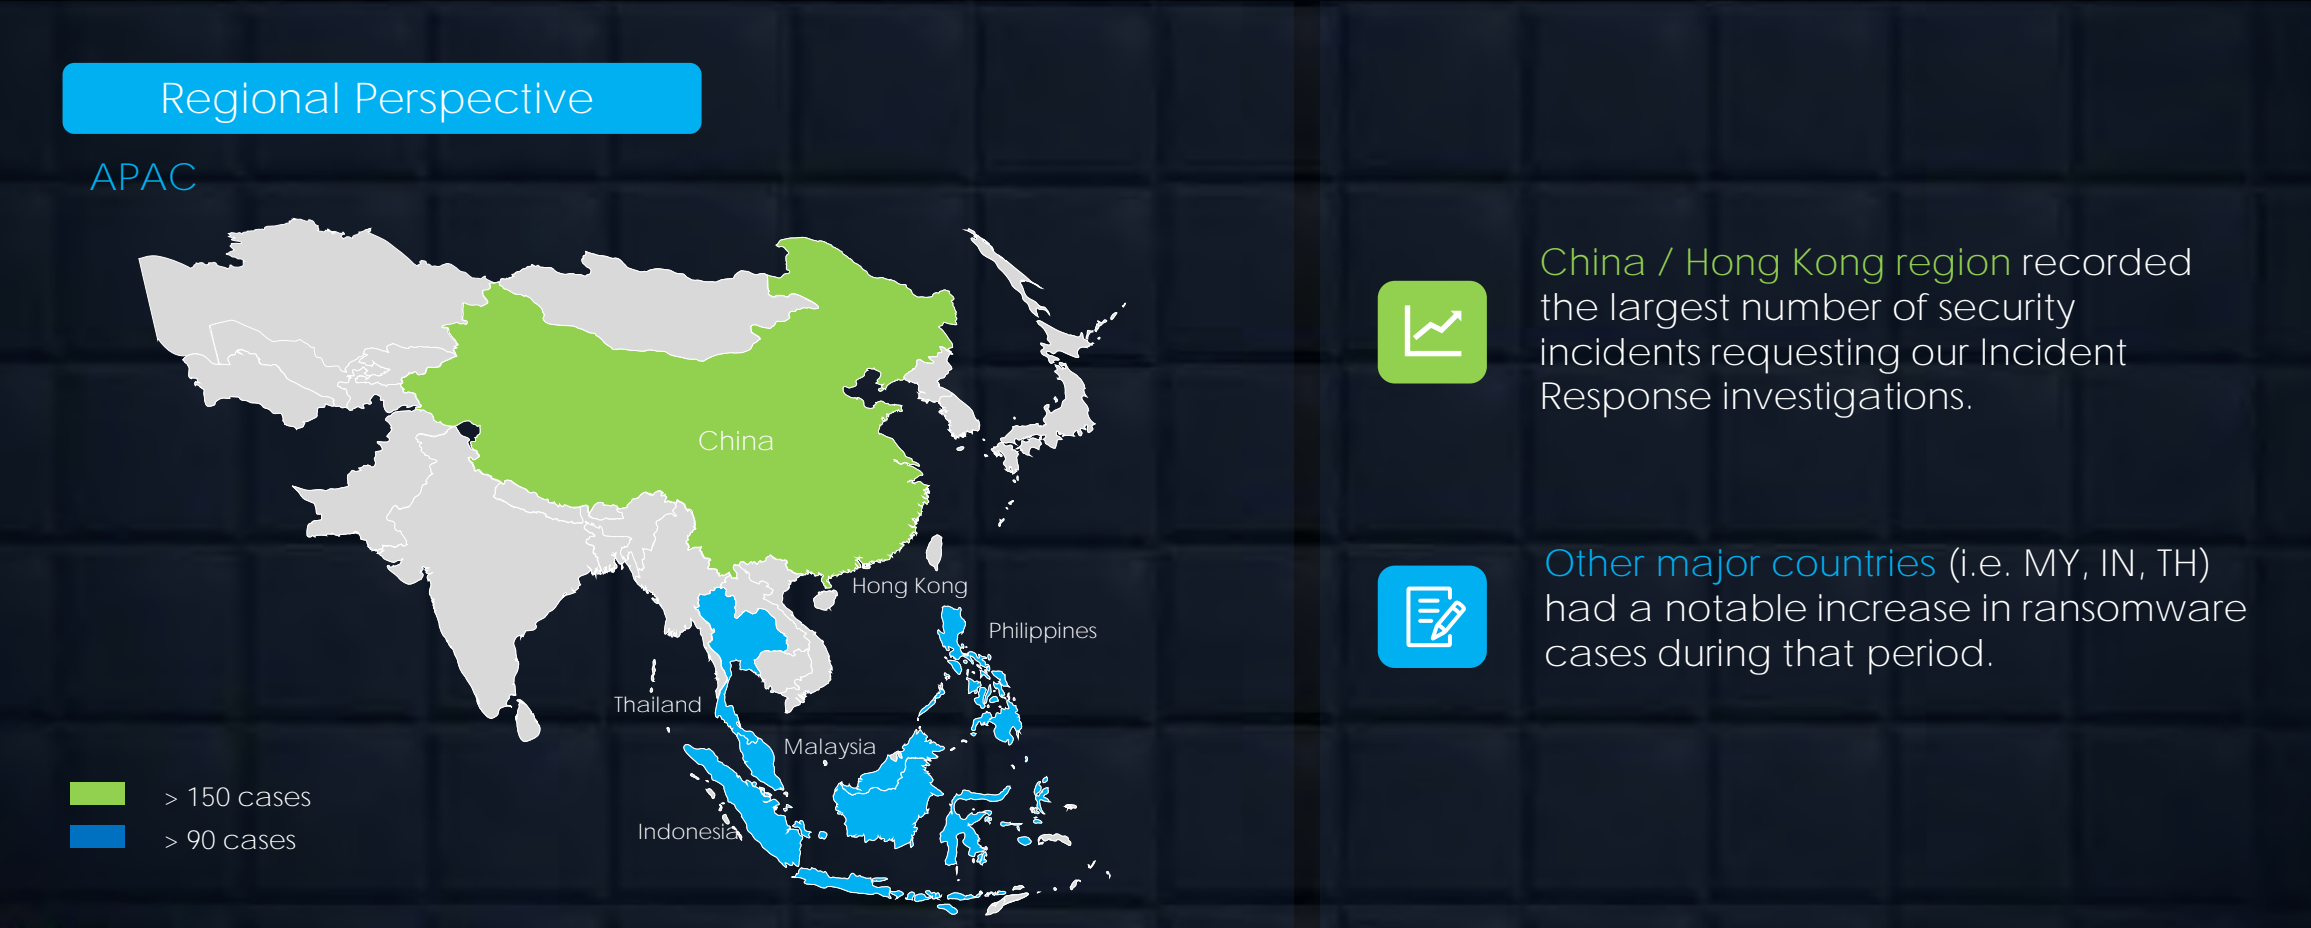 Regional Perspective
APAC
China
Hong Kong
Philippines
Thailand
Malaysia
Indonesia
> 150 cases
> 90 cases
China / Hong Kong region recorded
the largest number of security
incidents requesting our Incident
Response investigations.
Other major countries (i.e. MY, IN, TH)
had a notable increase in ransomware
cases during that period.